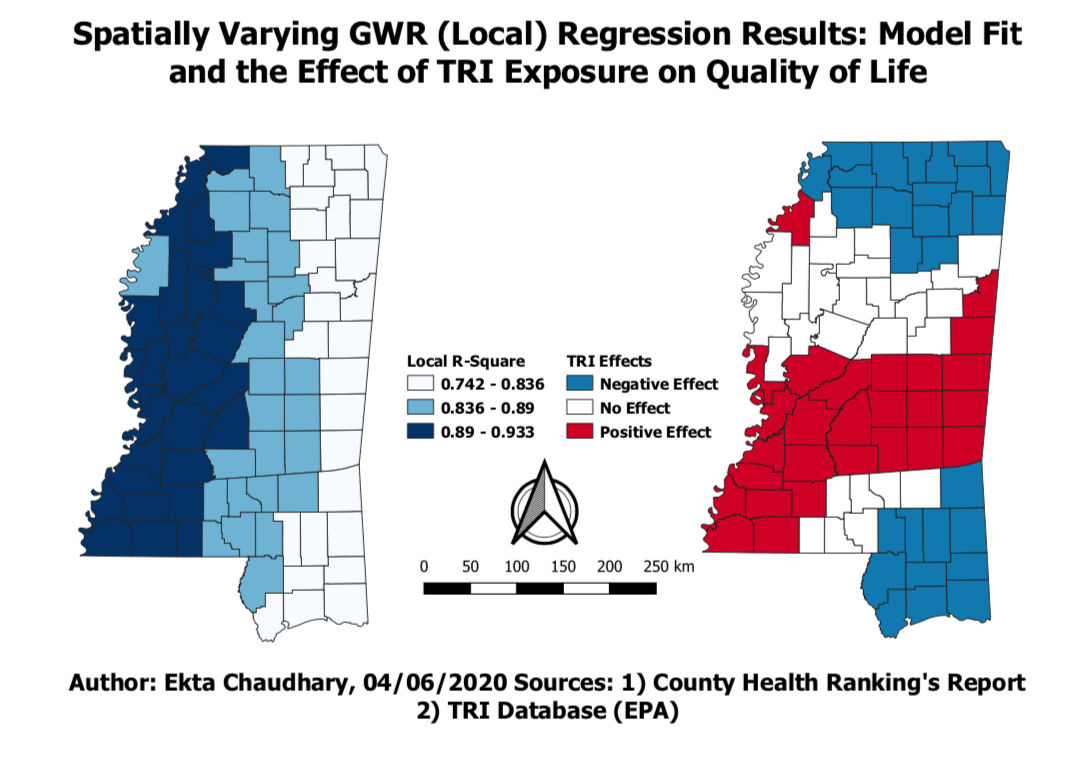 Spatially Varying GWR (Local) Regression Results: Model Fit
and the Effect of TRI Exposure on Quality of Life
Local R-Square
0.742 - 0.836
0.836 - 0.89
0.89 - 0.933
TRI Effects
Negative Effect
No Effect
Positive Effect
0 50 100 150 200 250 km
Author: Ekta Chaudhary, 04/06/2020 Sources: 1) County Health Ranking's Report
2) TRI Database (EPA)